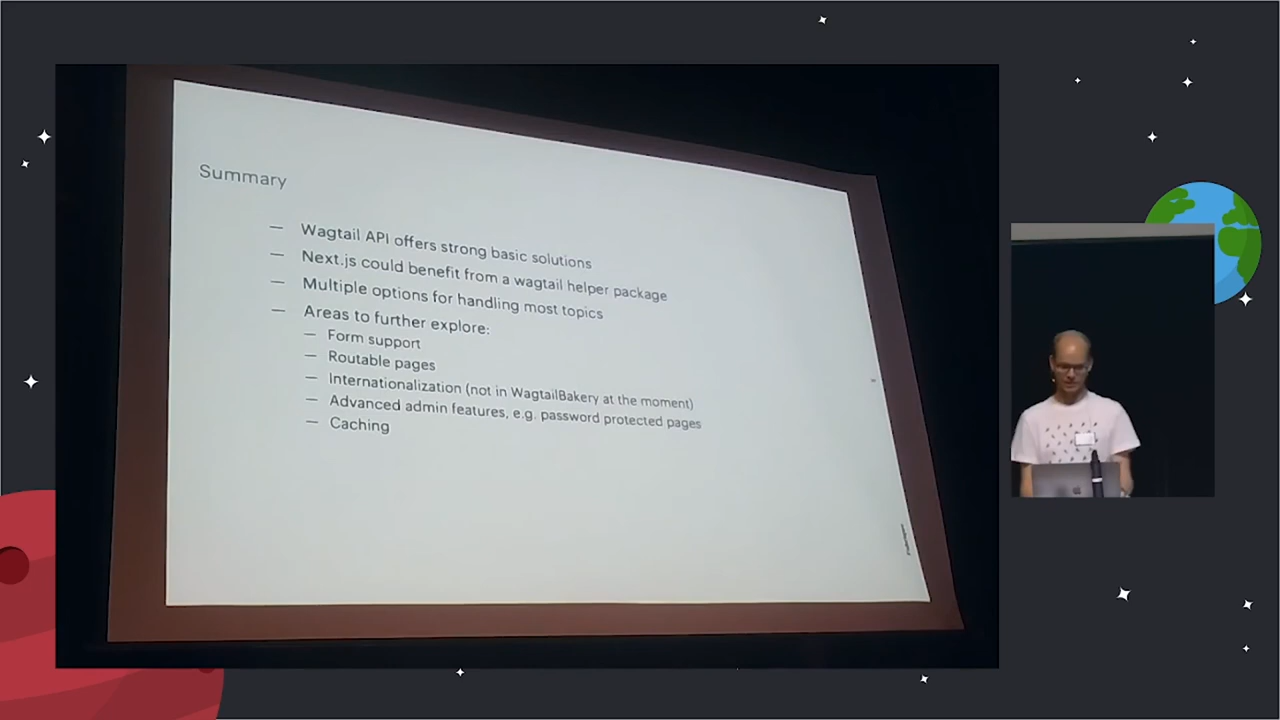 Summary
— Wagtail API offers strong basic solutions
— Next.js could benefit from a wagtail helper package
— Multiple options for handling most topics
— Areas to further explore:
— Form support
— Routable pages
— Internationalization (not in WagtailBakery at the moment)
— Advanced admin features, e.g. password protected pages
— Caching